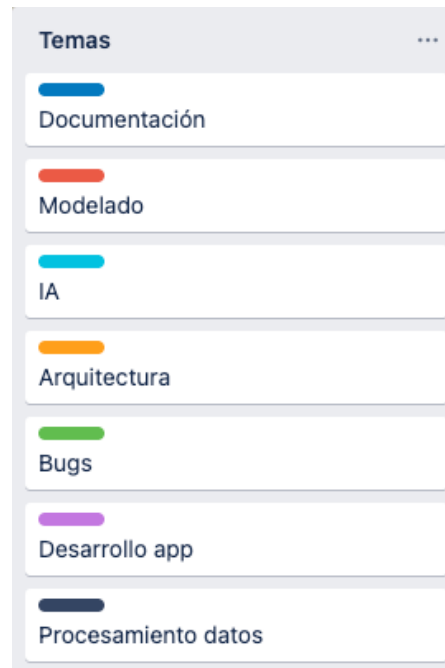 Temas
Documentación
Modelado
IA
Arquitectura
Bugs
Desarrollo app
Procesamiento datos